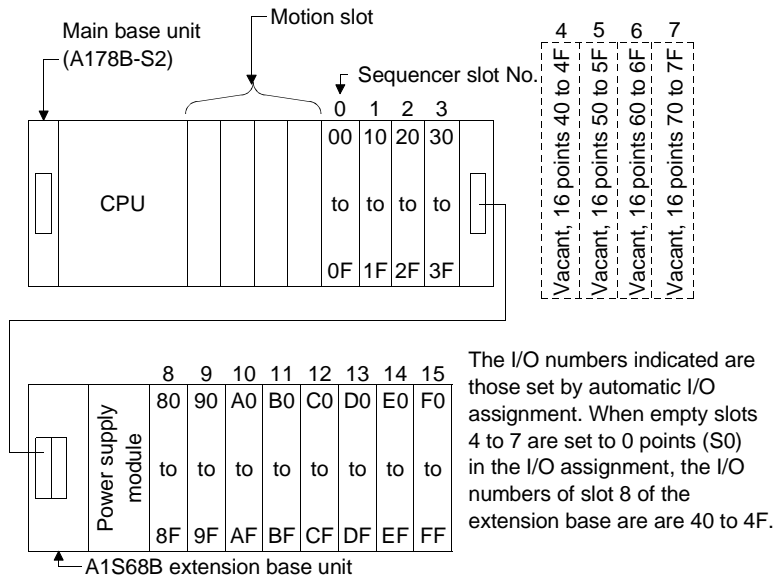 Motion slot
Main base unit
(A178B-S2)
Sequencer slot No.
0 1 2 3
00 10 20 30
CPU
to to to to
0F 1F 2F 3F
4 5 6 7
Vacant, 16 points 40 to 4F
Vacant, 16 points 50 to 5F
Vacant, 16 points 60 to 6F
Vacant, 16 points 70 to 7F
8 9 10 11 12 13 14 15
80 90 A0 B0 C0 D0 E0 F0
Power supply
module
to to to to to to to to
8F 9F AF BF CF DF EF FF
A1S68B extension base unit
The I/O numbers indicated are
those set by automatic I/O
assignment. When empty slots
4 to 7 are set to 0 points (S0)
in the I/O assignment, the I/O
numbers of slot 8 of the
extension base are are 40 to 4F.